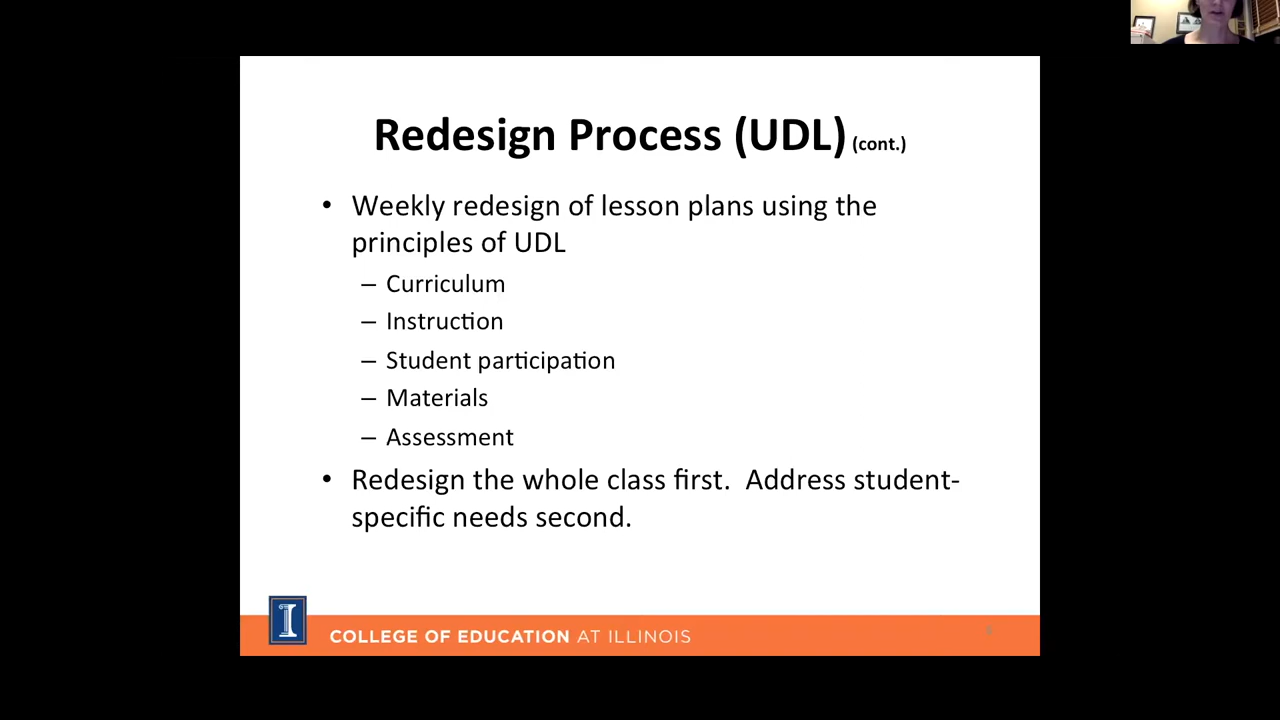 Redesign Process (UDL) (cont.)
• Weekly redesign of lesson plans using the
principles of UDL
– Curriculum
– Instruction
– Student participation
– Materials
– Assessment
• Redesign the whole class first.  Address student-
specific needs second.
I
COLLEGE OF EDUCATION AT ILLINOIS